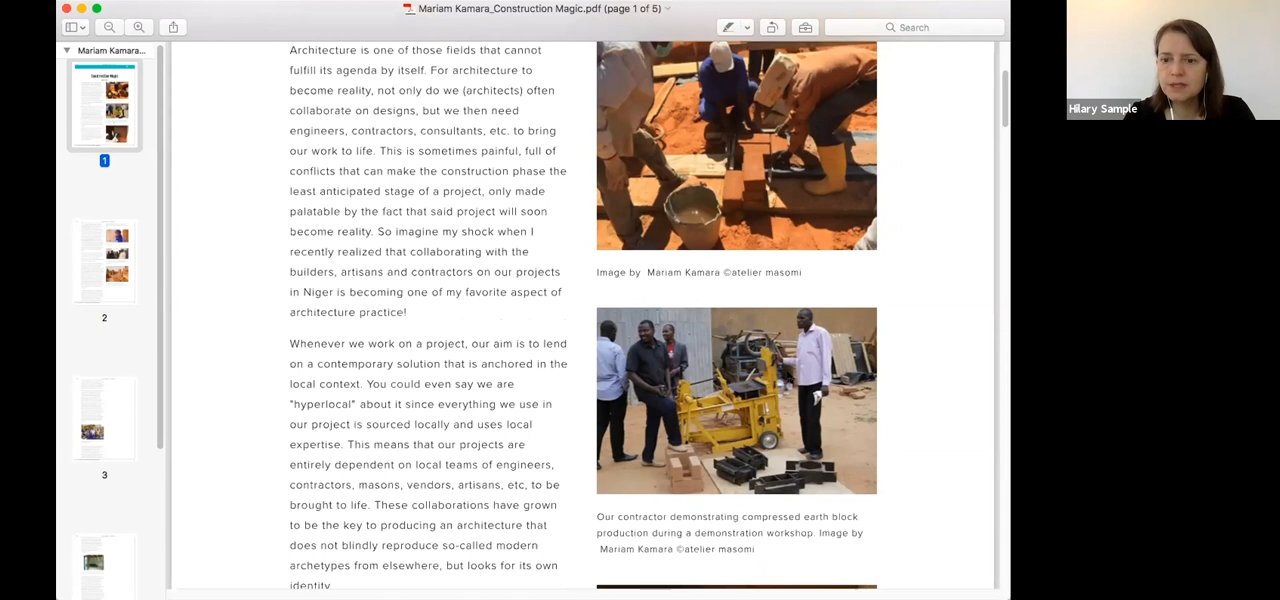 Mariam Kamara_Construction Magic.pdf (page 1 of 5)
Search
Mariam Kamara...
1
2
3
Architecture is one of those fields that cannot
fulfill its agenda by itself. For architecture to
become reality, not only do we (architects) often
collaborate on designs, but we then need
engineers, contractors, consultants, etc. to bring
our work to life. This is sometimes painful, full of
conflicts that can make the construction phase the
least anticipated stage of a project, only made
palatable by the fact that said project will soon
become reality. So imagine my shock when I
recently realized that collaborating with the
builders, artisans and contractors on our projects
in Niger is becoming one of my favorite aspect of
architecture practice!
Whenever we work on a project, our aim is to lend
on a contemporary solution that is anchored in the
local context. You could even say we are
"hyperlocal" about it since everything we use in
our project is sourced locally and uses local
expertise. This means that our projects are
entirely dependent on local teams of engineers,
contractors, masons, vendors, artisans, etc, to be
brought to life. These collaborations have grown
to be the key to producing an architecture that
does not blindly reproduce so-called modern
archetypes from elsewhere, but looks for its own
identity
Image by Mariam Kamara ©atelier masomi
Our contractor demonstrating compressed earth block
production during a demonstration workshop. Image by
Mariam Kamara ©atelier masomi
Hilary Sample